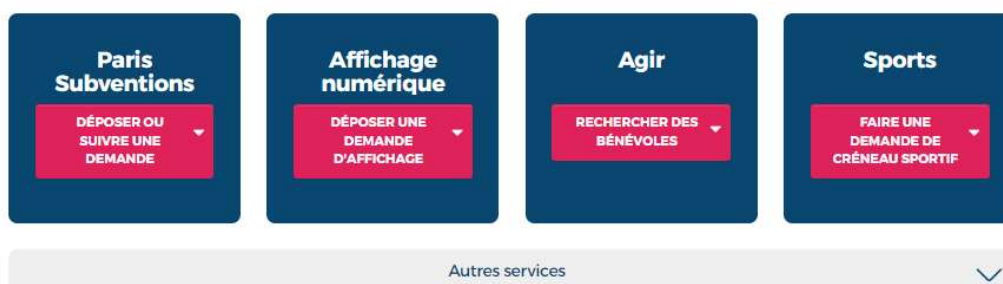 Paris
Subventions
DÉPOSER OU
SUIVRE UNE
DEMANDE
Affichage
numérique
DÉPOSER UNE
DEMANDE
D'AFFICHAGE
Agir
RECHERCHER DES
BÉNÉVOLES
Sports
FAIRE UNE
DEMANDE DE
CRÉNEAU SPORTIF
Autres services